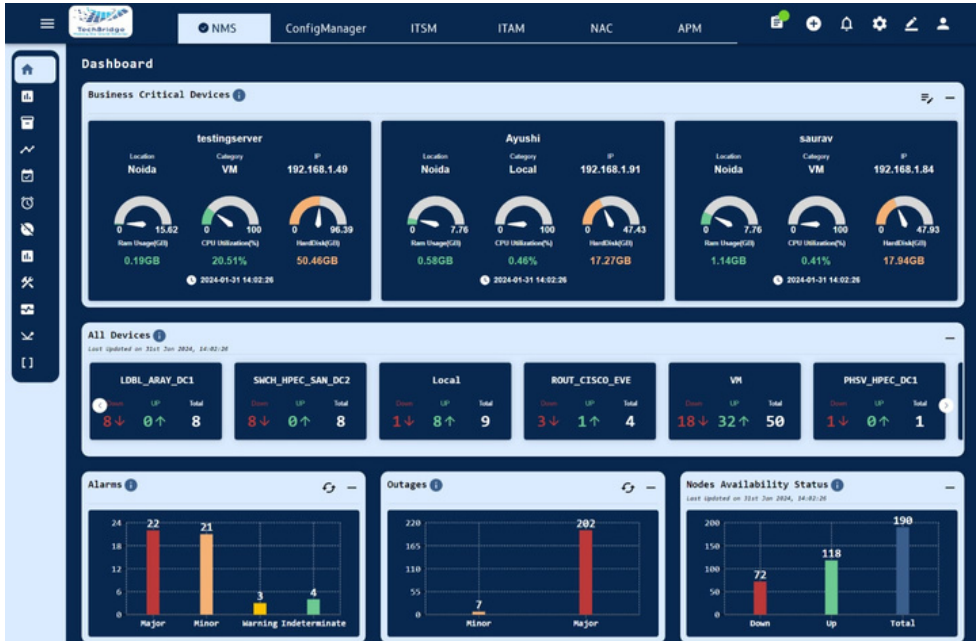 TechBridge
NMS ConfigManager ITSM ITAM NAC APM
Dashboard
Business Critical Devices
testingserver
Location Category IP
Noida VM 192.168.1.49
0 15.62 0 100 0 96.39
Ram Usage(GB) CPU Utilization(%) HardDisk(GB)
0.19GB 20.51% 50.46GB
2024-01-31 14:02:26
Ayushi
Location Category IP
Noida Local 192.168.1.91
0 7.76 0 100 0 47.43
Ram Usage(GB) CPU Utilization(%) HardDisk(GB)
0.58GB 0.46% 17.27GB
2024-01-31 14:02:26
saurav
Location Category IP
Noida VM 192.168.1.84
0 7.76 0 100 0 47.93
Ram Usage(GB) CPU Utilization(%) HardDisk(GB)
1.14GB 0.41% 17.94GB
2024-01-31 14:02:26
All Devices
Last Updated on 31st Jan 2024, 14:02:26
LDBL_ARAY_DC1
Down UP Total
8 0 8
SWCH_HPEC_SAN_DC2
Down UP Total
8 0 8
Local
Down UP Total
1 8 9
ROUT_CISCO_EVE
Down UP Total
3 1 4
VM
Down UP Total
18 32 50
PHSV_HPEC_DC1
Down UP Total
1 0 1
Alarms
24
18
12
6
0
22 21 3 4
Major Minor Warning Indeterminate
Outages
220
165
110
55
0
7 202
Minor Major
Nodes Availability Status
Last Updated on 31st Jan 2024, 14:02:26
200
150
100
50
0
72 118 190
Down Up Total